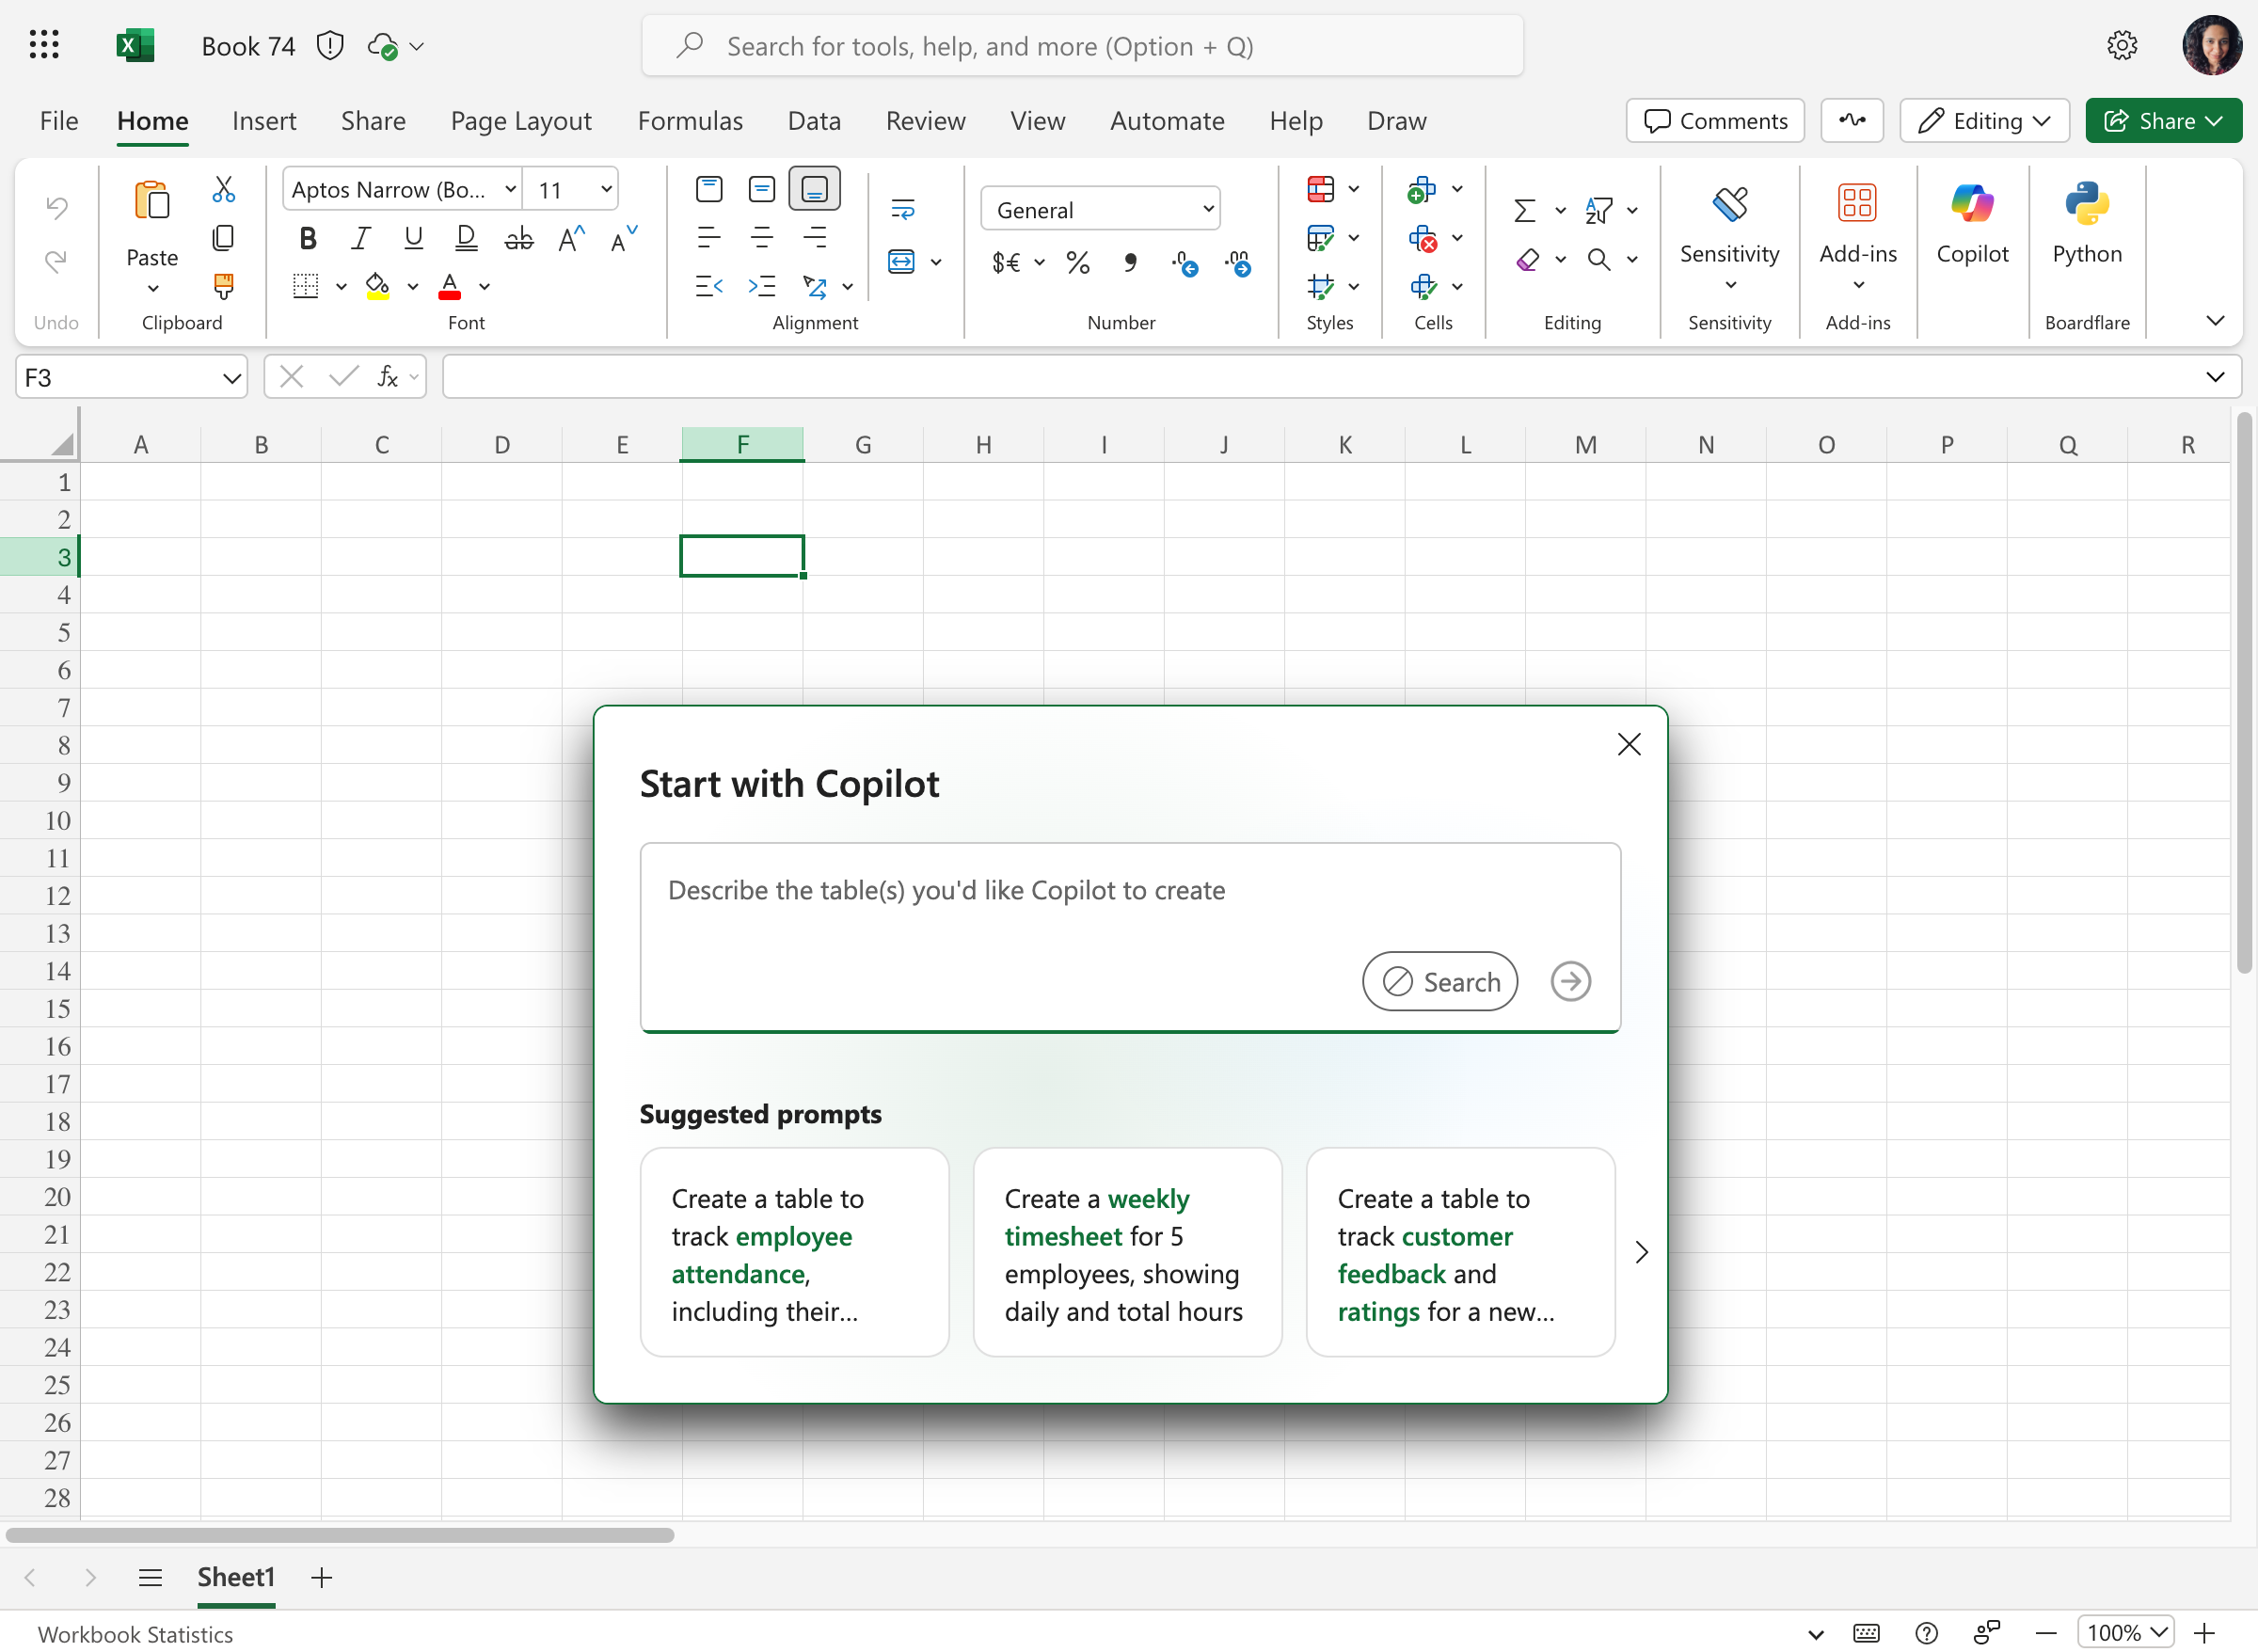 Book 74
Search for tools, help, and more (Option + Q)
File Home Insert Share Page Layout Formulas Data Review View Automate Help Draw
Comments Editing Share
Paste
Aptos Narrow (Bo... 11
General
Sensitivity Add-ins Copilot Python
Undo Clipboard Font Alignment Number Styles Cells Editing Sensitivity Add-ins Boardflare
F3
A B C D E F G H I J K L M N O P Q R
1
2
3
4
5
6
7
8
9
10
11
12
13
14
15
16
17
18
19
20
21
22
23
24
25
26
27
28
Start with Copilot
Describe the table(s) you'd like Copilot to create
Search
Suggested prompts
Create a table to
track employee
attendance,
including their...
Create a weekly
timesheet for 5
employees, showing
daily and total hours
Create a table to
track customer
feedback and
ratings for a new...
Sheet1
Workbook Statistics
100%